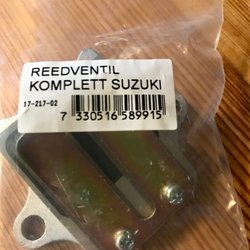 REEDVENTIL
KOMPLETT SUZUKI
17-217-02
7 330516 589915